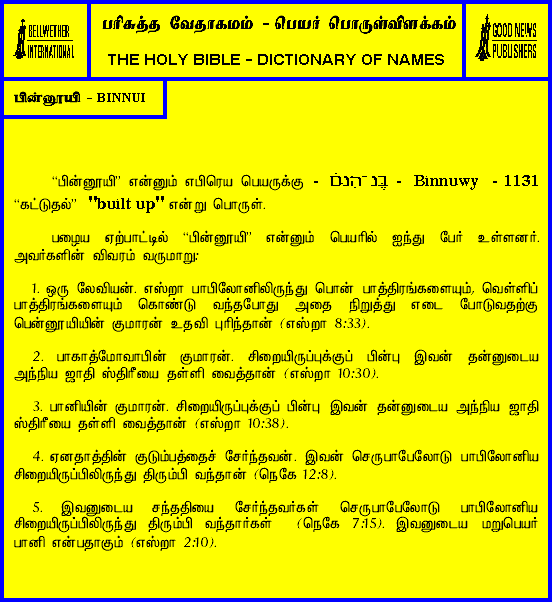 BELLWETHER
INTERNATIONAL
பரிசுத்த வேதாகமம் - பெயர் பொருள்விளக்கம்
THE HOLY BIBLE - DICTIONARY OF NAMES
GOOD NEWS
PUBLISHERS
பின்னூயி - BINNUI
“பின்னூயி” என்னும் எபிரெய பெயருக்கு - - Binnuwy - 1131
“கட்டுதல்” "built up" என்று பொருள்.
பழைய ஏற்பாட்டில் “பின்னூயி” என்னும் பெயரில் ஐந்து பேர் உள்ளனர்.
அவர்களின் விவரம் வருமாறு:
1. ஒரு லேவியன். எஸ்றா பாபிலோனிலிருந்து பொன் பாத்திரங்களையும், வெள்ளிப்
பாத்திரங்களையும் கொண்டு வந்தபோது அதை நிறுத்து எடை போடுவதற்கு
பென்னூயியின் குமாரன் உதவி புரிந்தான் (எஸ்றா 8:33).
2. பாகாத்மோவாபின் குமாரன். சிறையிருப்புக்குப் பின்பு இவன் தன்னுடைய
அந்நிய ஜாதி ஸ்திரீயை தள்ளி வைத்தான் (எஸ்றா 10:30).
3. பானியின் குமாரன். சிறையிருப்புக்குப் பின்பு இவன் தன்னுடைய அந்நிய ஜாதி
ஸ்திரீயை தள்ளி வைத்தான் (எஸ்றா 10:38).
4. ஏனதாத்தின் குடும்பத்தைச் சேர்ந்தவன். இவன் செருபாபேலோடு பாபிலோனிய
சிறையிருப்பிலிருந்து திரும்பி வந்தான் (நெகே 12:8).
5. இவனுடைய சந்ததியை சேர்ந்தவர்கள் செருபாபேலோடு பாபிலோனிய
சிறையிருப்பிலிருந்து திரும்பி வந்தார்கள் (நெகே 7:15). இவனுடைய மறுபெயர்
பானி என்பதாகும் (எஸ்றா 2:10).